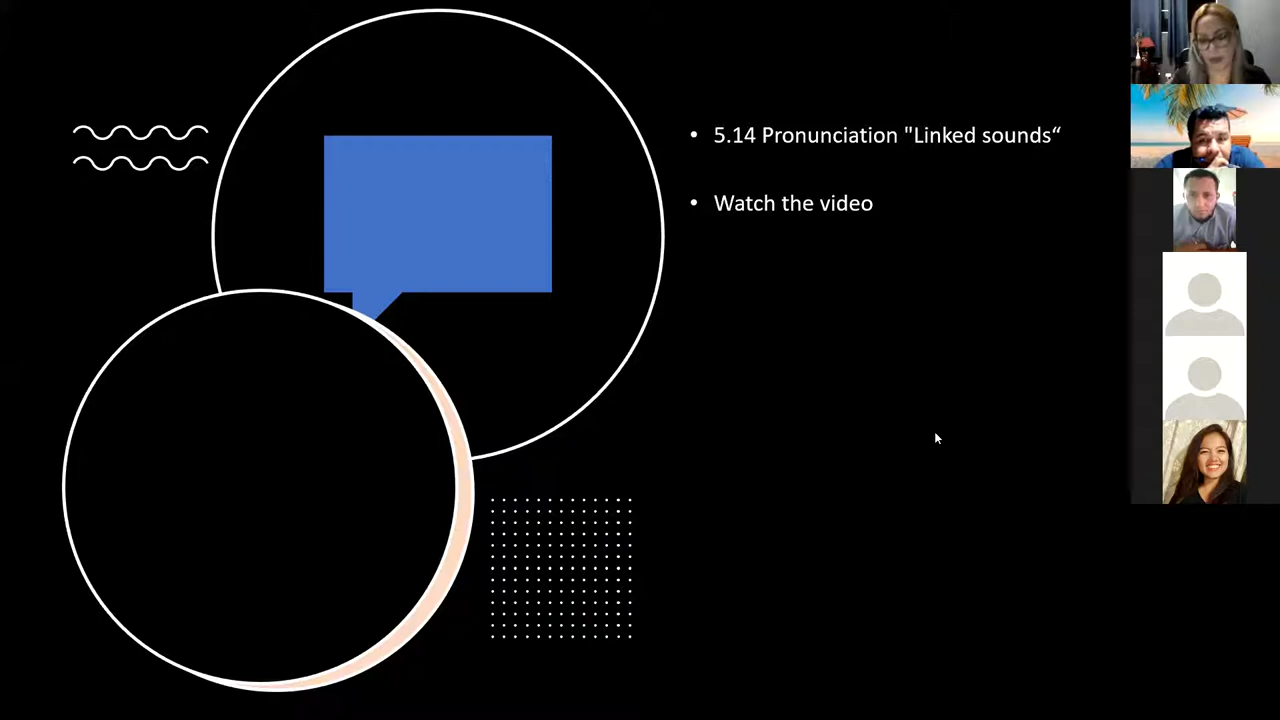 • 5.14 Pronunciation "Linked sounds“
• Watch the video